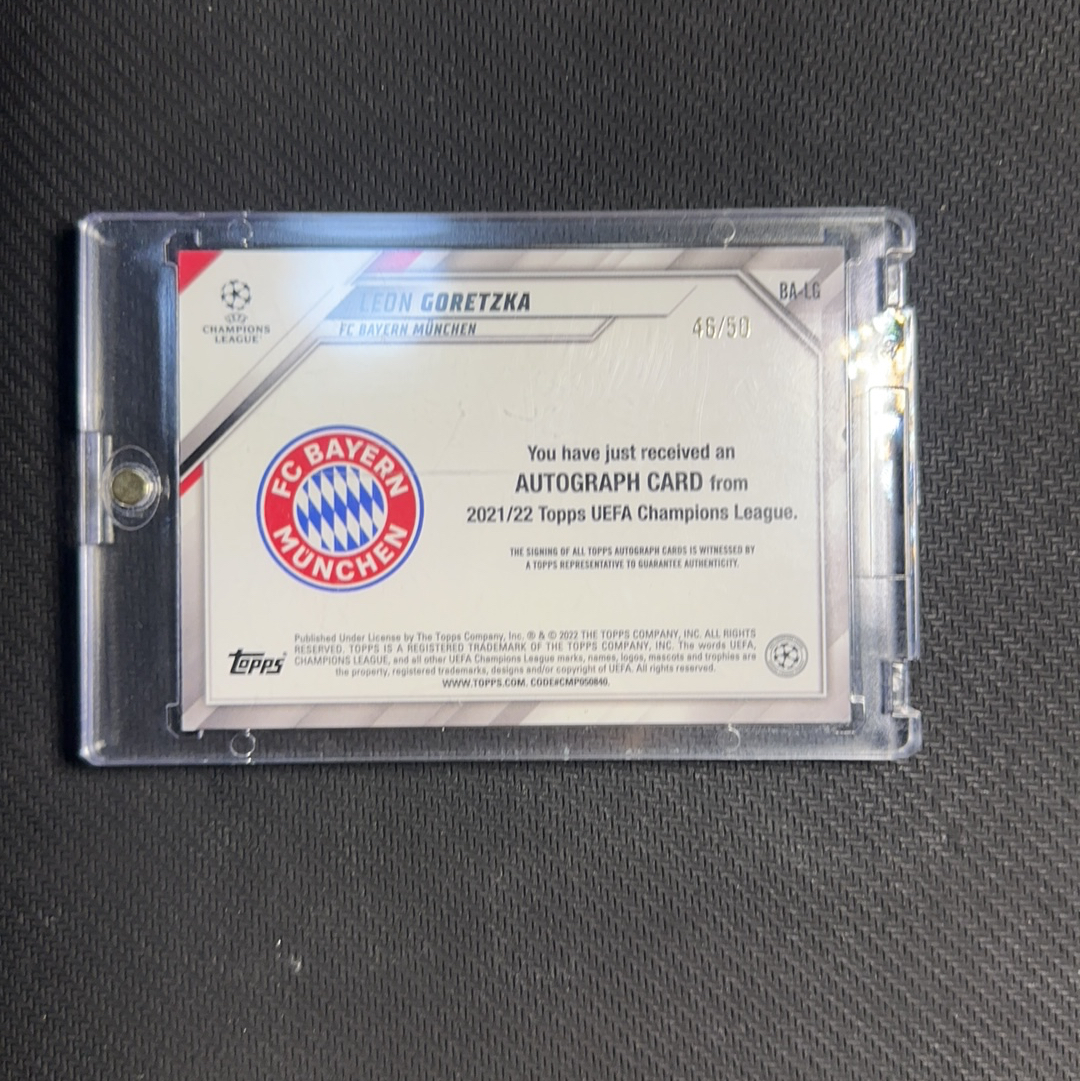 CHAMPIONS
LEAGUE
LEON GORETZKA
FC BAYERN MÜNCHEN
BA-LG
46/50
FC BAYERN
MÜNCHEN
You have just received an
AUTOGRAPH CARD from
2021/22 Topps UEFA Champions League.
THE SIGNING OF ALL TOPPS AUTOGRAPH CARDS IS WITNESSED BY
A TOPPS REPRESENTATIVE TO GUARANTEE AUTHENTICITY.
topps
Published Under License by The Topps Company, Inc. ® & © 2022 THE TOPPS COMPANY, INC. ALL RIGHTS
RESERVED. TOPPS IS A REGISTERED TRADEMARK OF THE TOPPS COMPANY, INC. The words UEFA,
CHAMPIONS LEAGUE, and all other UEFA Champions League marks, names, logos, mascots and trophies are
the property, registered trademarks, designs and/or copyright of UEFA. All rights reserved.
WWW.TOPPS.COM. CODE#CMP050840.